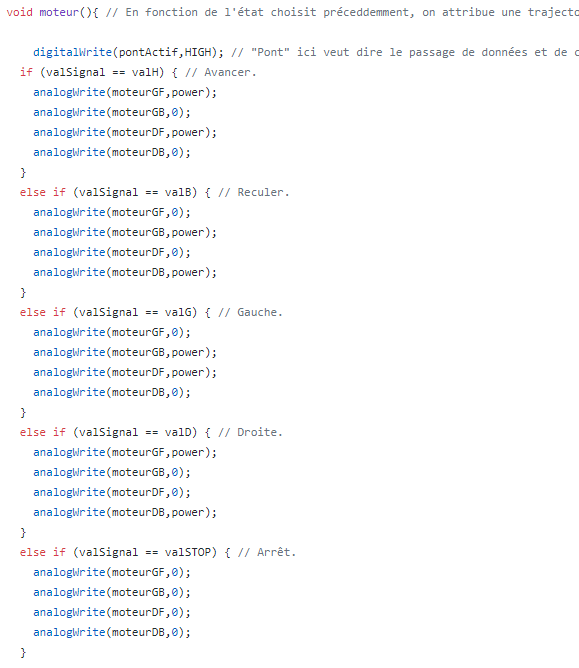 void moteur(){ // En fonction de l'état choisit préceddemment, on attribue une trajecto
digitalWrite(pontActif,HIGH); // "Pont" ici veut dire le passage de données et de c
if (valSignal == valH) { // Avancer.
analogWrite(moteurGF,power);
analogWrite(moteurGB,0);
analogWrite(moteurDF,power);
analogWrite(moteurDB,0);
}
else if (valSignal == valB) { // Reculer.
analogWrite(moteurGF,0);
analogWrite(moteurGB,power);
analogWrite(moteurDF,0);
analogWrite(moteurDB,power);
}
else if (valSignal == valG) { // Gauche.
analogWrite(moteurGF,0);
analogWrite(moteurGB,power);
analogWrite(moteurDF,power);
analogWrite(moteurDB,0);
}
else if (valSignal == valD) { // Droite.
analogWrite(moteurGF,power);
analogWrite(moteurGB,0);
analogWrite(moteurDF,0);
analogWrite(moteurDB,power);
}
else if (valSignal == valSTOP) { // Arrêt.
analogWrite(moteurGF,0);
analogWrite(moteurGB,0);
analogWrite(moteurDF,0);
analogWrite(moteurDB,0);
}